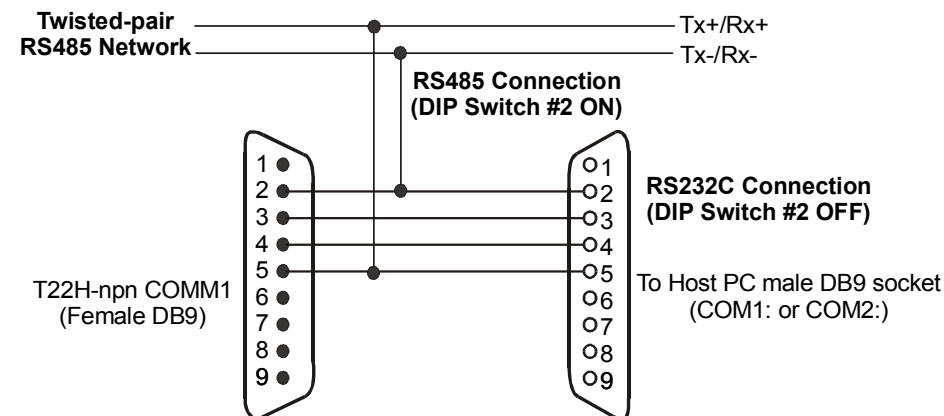 Twisted-pair
RS485 Network
Tx+/Rx+
Tx-/Rx-
RS485 Connection
(DIP Switch #2 ON)
1
2
3
4
5
6
7
8
9
T22H-npn COMM1
(Female DB9)
1
2
3
4
5
6
7
8
9
RS232C Connection
(DIP Switch #2 OFF)
To Host PC male DB9 socket
(COM1: or COM2:)